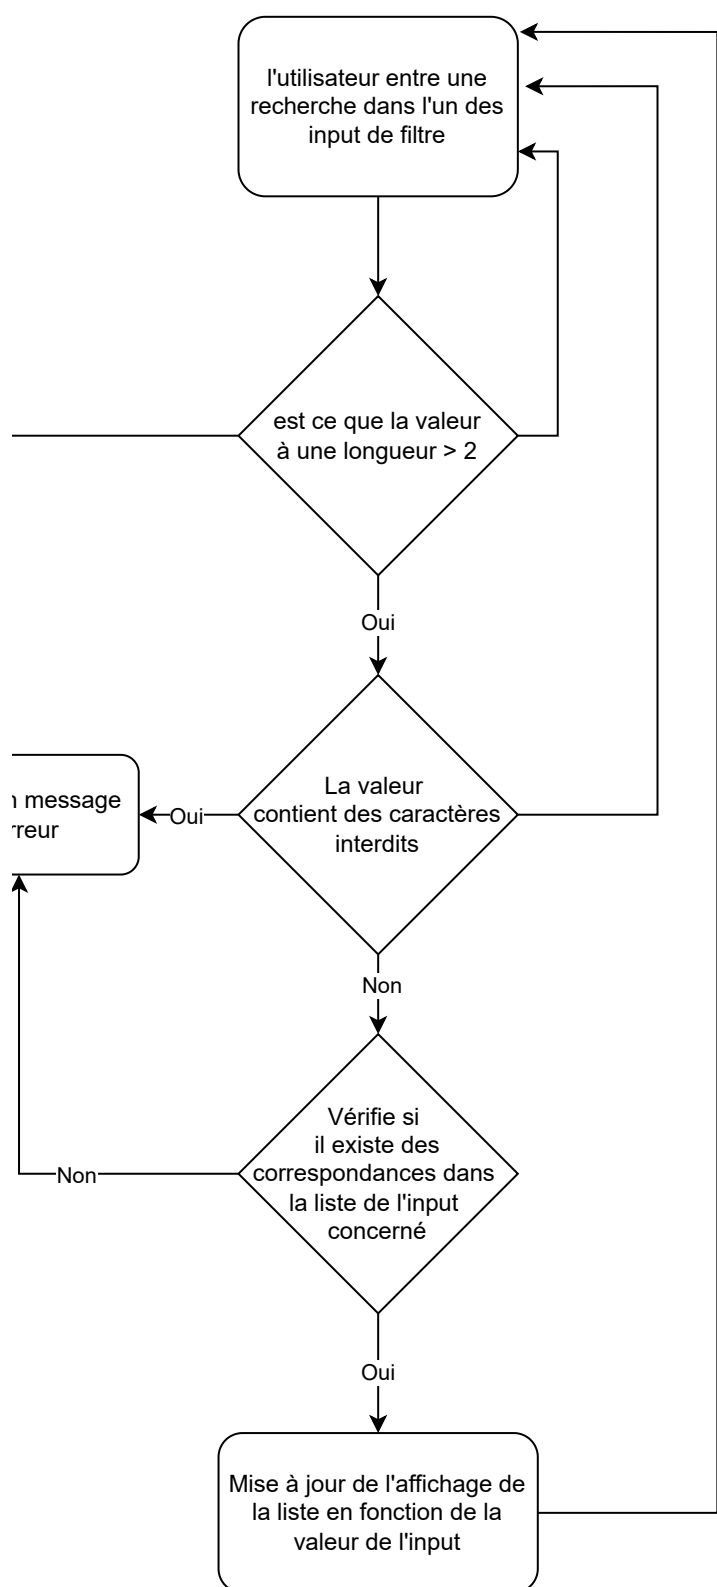 l'utilisateur entre une
recherche dans l'un des
input de filtre
est ce que la valeur
à une longueur > 2
Oui
La valeur
contient des caractères
interdits
Oui
message
Non
Vérifie si
il existe des
correspondances dans
la liste de l'input
concerné
Non
Oui
Mise à jour de l'affichage de
la liste en fonction de la
valeur de l'input